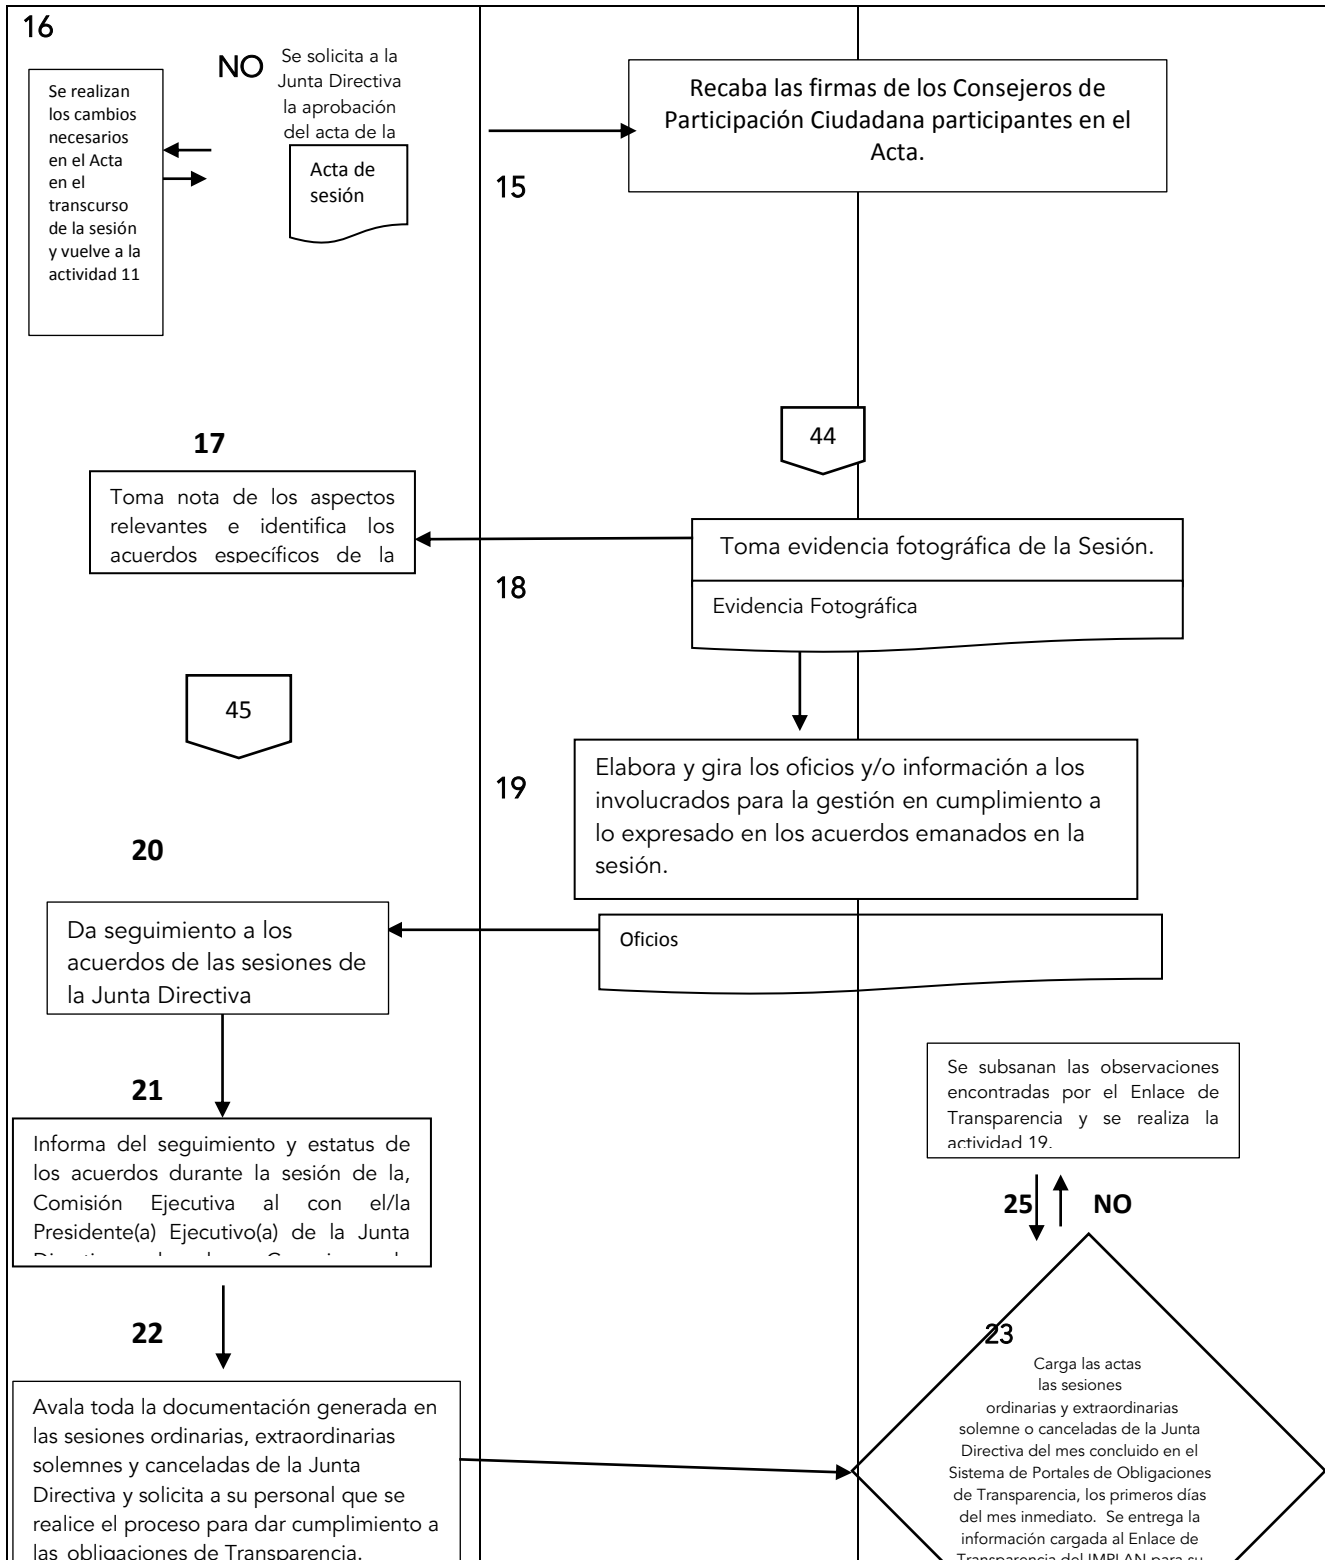 16
NO
Se solicita a la
Junta Directiva
la aprobación
del acta de la
Se realizan
los cambios
necesarios
en el Acta
en el
transcurso
de la sesión
y vuelve a la
actividad 11
Acta de
sesión
15
Recaba las firmas de los Consejeros de
Participación Ciudadana participantes en el
Acta.
44
17
Toma nota de los aspectos
relevantes e identifica los
acuerdos específicos de la
18
Toma evidencia fotográfica de la Sesión.
Evidencia Fotográfica
45
19
Elabora y gira los oficios y/o información a los
involucrados para la gestión en cumplimiento a
lo expresado en los acuerdos emanados en la
sesión.
20
Da seguimiento a los
acuerdos de las sesiones de
la Junta Directiva
Oficios
21
Informa del seguimiento y estatus de
los acuerdos durante la sesión de la,
Comisión Ejecutiva al con el/la
Presidente(a) Ejecutivo(a) de la Junta
Se subsanan las observaciones
encontradas por el Enlace de
Transparencia y se realiza la
actividad 19.
25
NO
22
Avala toda la documentación generada en
las sesiones ordinarias, extraordinarias
solemnes y canceladas de la Junta
Directiva y solicita a su personal que se
realice el proceso para dar cumplimiento a
las obligaciones de Transparencia.
23
Carga las actas
las sesiones
ordinarias y extraordinarias
solemne o canceladas de la Junta
Directiva del mes concluido en el
Sistema de Portales de Obligaciones
de Transparencia, los primeros días
del mes inmediato. Se entrega la
información cargada al Enlace de
Transparencia del IMPLAN para su